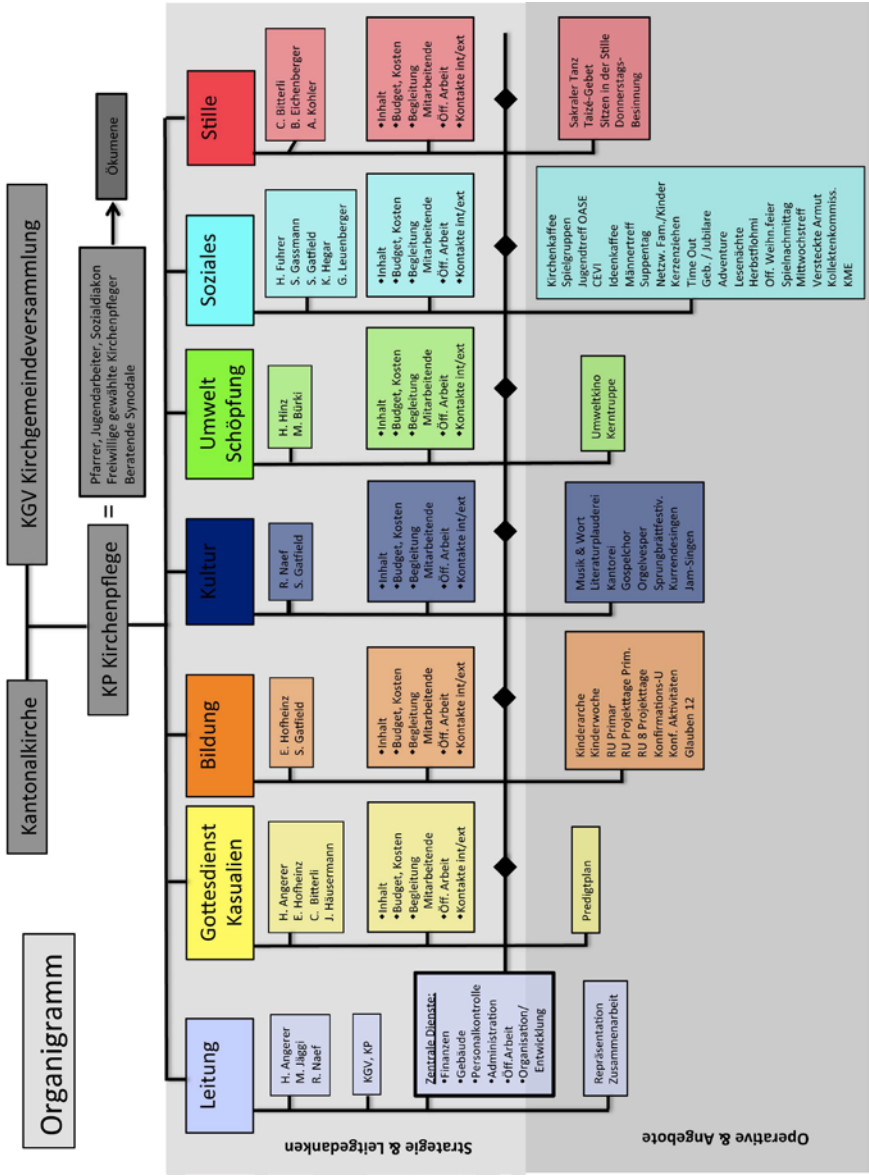 Organigramm
Kantonalkirche
KGV Kirchgemeindeversammlung
KP Kirchenpflege
=
Pfarrer, Jugendarbeiter, Sozialdiakon
Freiwillige gewählte Kirchenpfleger
Beratende Synodale
Ökumene
Strategie & Leitgedanken
Operative & Angebote
Leitung
H. Angerer
M. Jäggi
R. Naef
KGV, KP
Zentrale Dienste:
•Finanzen
•Gebäude
•Personalkontrolle
•Administration
•Öff.Arbeit
•Organisation/
Entwicklung
Repräsentation
Zusammenarbeit
Gottesdienst
Kasualien
H. Angerer
E. Hofheinz
C. Bitterli
J. Häusermann
•Inhalt
•Budget, Kosten
•Begleitung
Mitarbeitende
•Öff. Arbeit
•Kontakte int/ext
Predigtplan
Bildung
E. Hofheinz
S. Gatfield
•Inhalt
•Budget, Kosten
•Begleitung
Mitarbeitende
•Öff. Arbeit
•Kontakte int/ext
Kinderarche
Kinderwoche
RU Primar
RU Projekttage Prim.
RU 8 Projekttage
Konfirmations-U
Konf. Aktivitäten
Glauben 12
Kultur
R. Naef
S. Gatfield
•Inhalt
•Budget, Kosten
•Begleitung
Mitarbeitende
•Öff. Arbeit
•Kontakte int/ext
Musik & Wort
Literaturplauderei
Kantorei
Gospelchor
Orgelvesper
Sprungbrättfestiv.
Kurrendesingen
Jam-Singen
Umwelt
Schöpfung
H. Hinz
M. Bürki
•Inhalt
•Budget, Kosten
•Begleitung
Mitarbeitende
•Öff. Arbeit
•Kontakte int/ext
Umweltkino
Kerntruppe
Soziales
H. Fuhrer
S. Gassmann
S. Gatfield
K. Hegar
G. Leuenberger
•Inhalt
•Budget, Kosten
•Begleitung
Mitarbeitende
•Öff. Arbeit
•Kontakte int/ext
Kirchenkaffee
Spielgruppen
Jugendtreff OASE
CEVI
Ideenkaffee
Männertreff
Suppentag
Netzw. Fam./Kinder
Kerzenziehen
Time Out
Geb. / Jubilare
Adventure
Lesenächte
Herbstflohmi
Off. Weihn.feier
Spielnachmittag
Mittwochstreff
Versteckte Armut
Kollektenkommiss.
KME
Stille
C. Bitterli
B. Eichenberger
A. Kohler
•Inhalt
•Budget, Kosten
•Begleitung
Mitarbeitende
•Öff. Arbeit
•Kontakte int/ext
Sakraler Tanz
Taizé-Gebet
Sitzen in der Stille
Donnerstags-
Besinnung